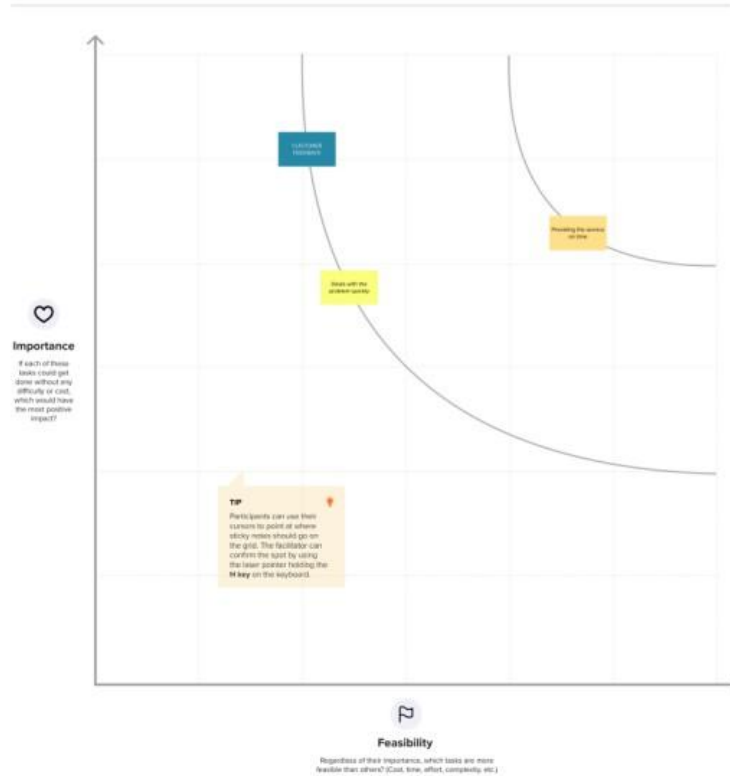 CUSTOMER
FEEDBACK
Providing the service
on time
Deals with the
problem quickly
Importance
If each of these
tasks could get
done without any
difficulty or cost,
which would have
the most positive
impact?
TIP
Participants can use their
cursors to point at where
sticky notes should go on
the grid. The facilitator can
confirm the spot by using
the laser pointer holding the
H key on the keyboard.
Feasibility
Regardless of their importance, which tasks are more
feasible than others? (Cost, time, effort, complexity, etc.)